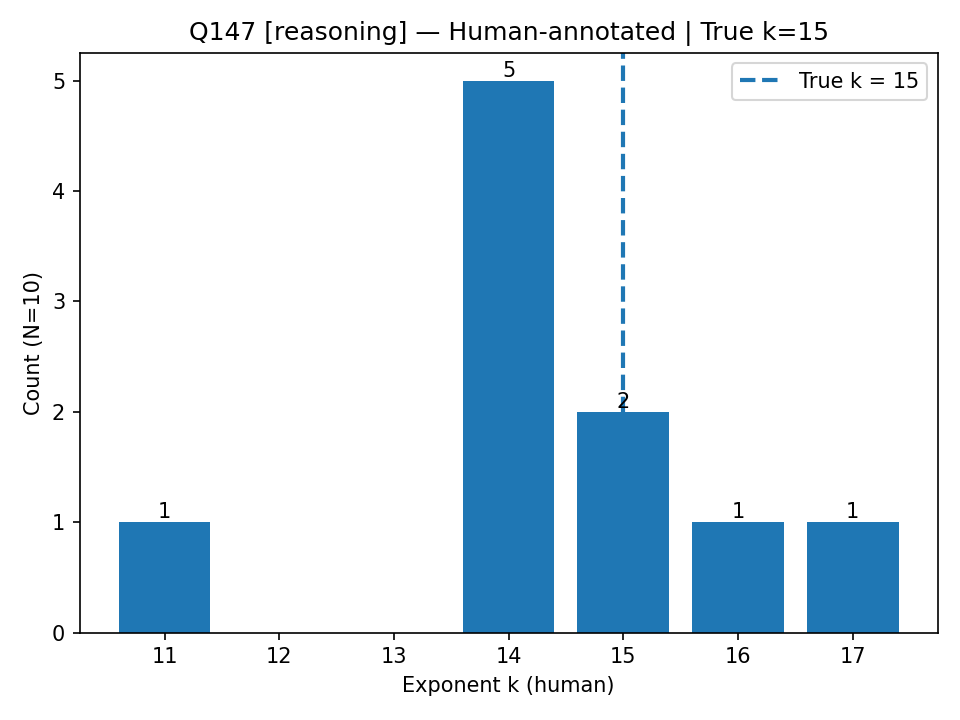 Q147 [reasoning] — Human-annotated | True k=15
True k = 15
Count (N=10)
5
4
3
2
1
0
1
5
2
1
1
11 12 13 14 15 16 17
Exponent k (human)